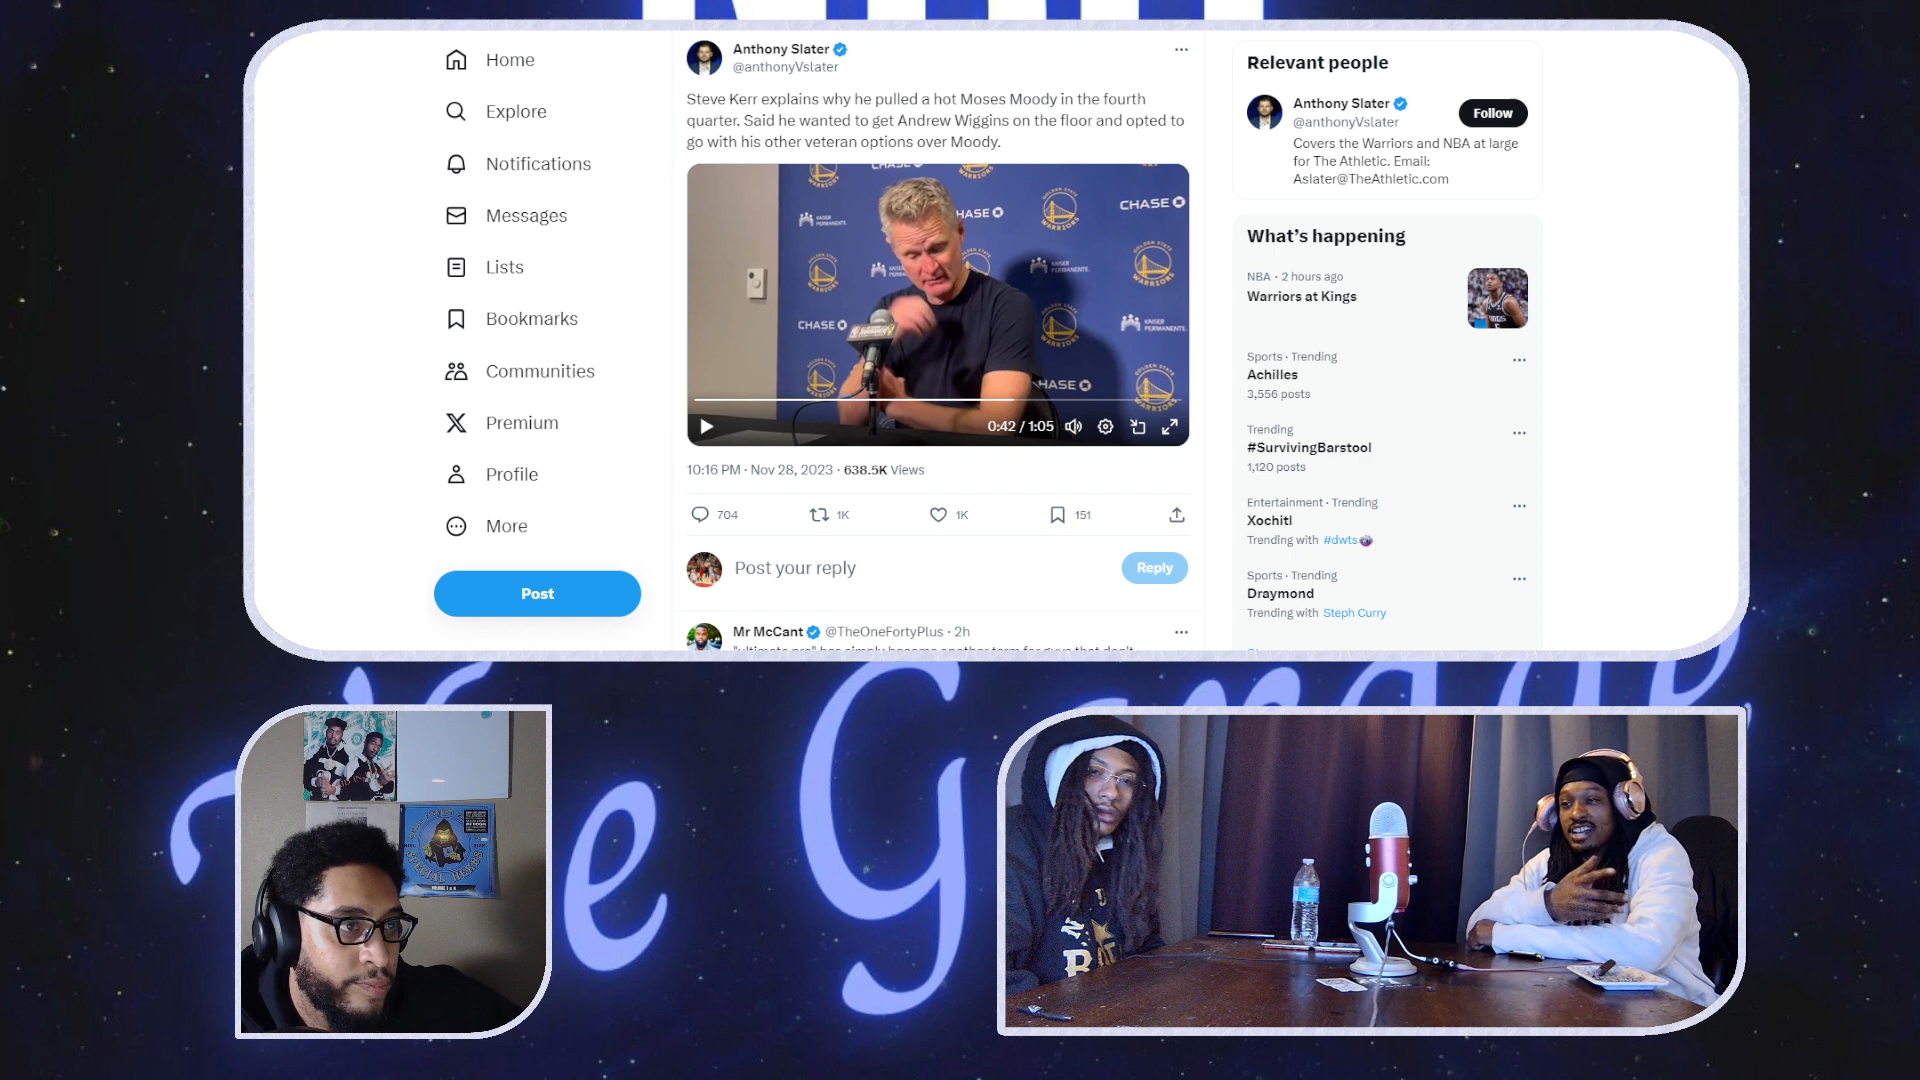 Home
Explore
Notifications
Messages
Lists
Bookmarks
Communities
Premium
Profile
More
Post
Anthony Slater
@anthonyVslater
Steve Kerr explains why he pulled a hot Moses Moody in the fourth
quarter. Said he wanted to get Andrew Wiggins on the floor and opted to
go with his other veteran options over Moody.
CHASE
WARRIORS
KAISER PERMANENTE
0:42 / 1:05
10:16 PM · Nov 28, 2023 · 638.5K Views
704
1K
1K
151
Post your reply
Reply
Mr McCant @TheOneFortyPlus · 2h
Relevant people
Anthony Slater
@anthonyVslater
Follow
Covers the Warriors and NBA at large
for The Athletic. Email:
Aslater@TheAthletic.com
What's happening
NBA · 2 hours ago
Warriors at Kings
Sports · Trending
Achilles
3,556 posts
Trending
#SurvivingBarstool
1,120 posts
Entertainment · Trending
Xochitl
Trending with #dwts
Sports · Trending
Draymond
Trending with Steph Curry
SPECIAL HERBS